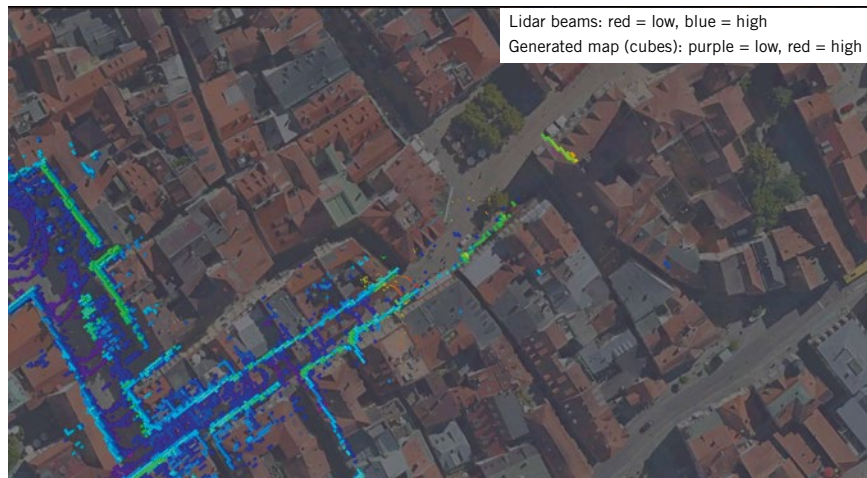 Lidar beams: red = low, blue = high
Generated map (cubes): purple = low, red = high